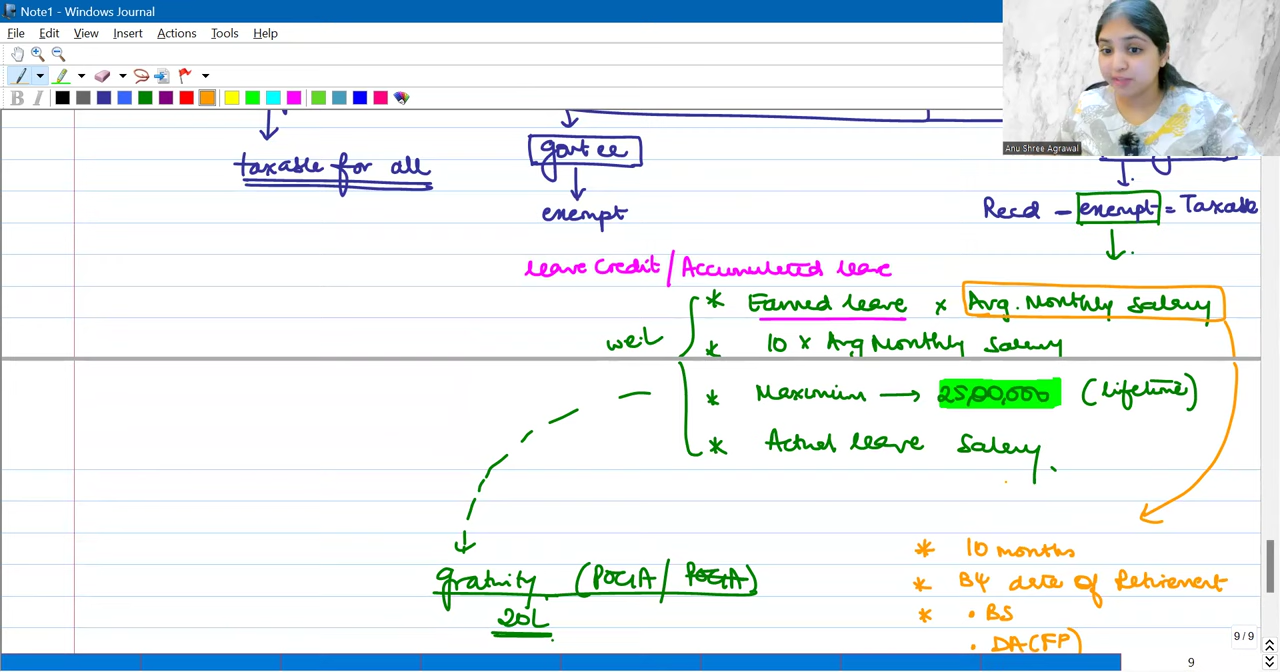 Note1 - Windows Journal
File Edit View Insert Actions Tools Help
B I
Anu Shree Agrawal
taxable for all
govt ee
exempt
Recd - exempt = Taxable
leave Credit / Accumulated leave
* Earned leave x Avg. Monthly Salary
* 10 x Avg Monthly Salary
* Maximum → 25,00,000 (lifetime)
* Actual leave Salary
gratuity (POGA / POGA)
20L
* 10 months
* B4 date of Retirement
* • BS
• DA(FP)
9/9
9